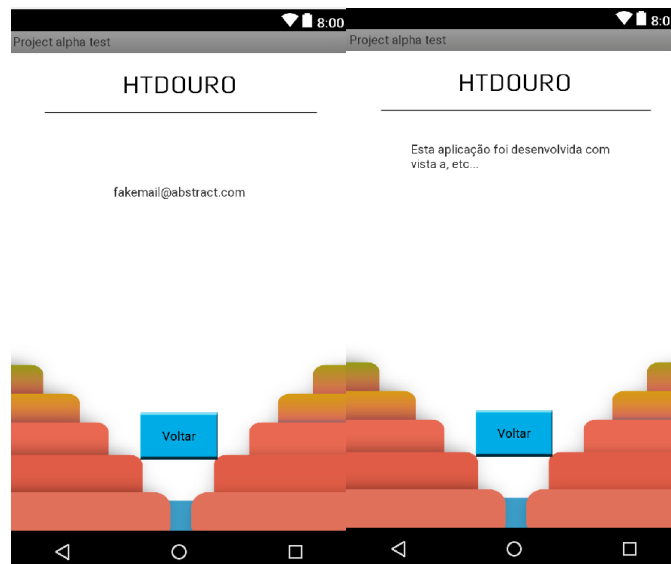 8:00
Project alpha test
HTDOURO
fakemail@abstract.com
Voltar
8:0
Project alpha test
HTDOURO
Esta aplicação foi desenvolvida com
vista a, etc...
Voltar